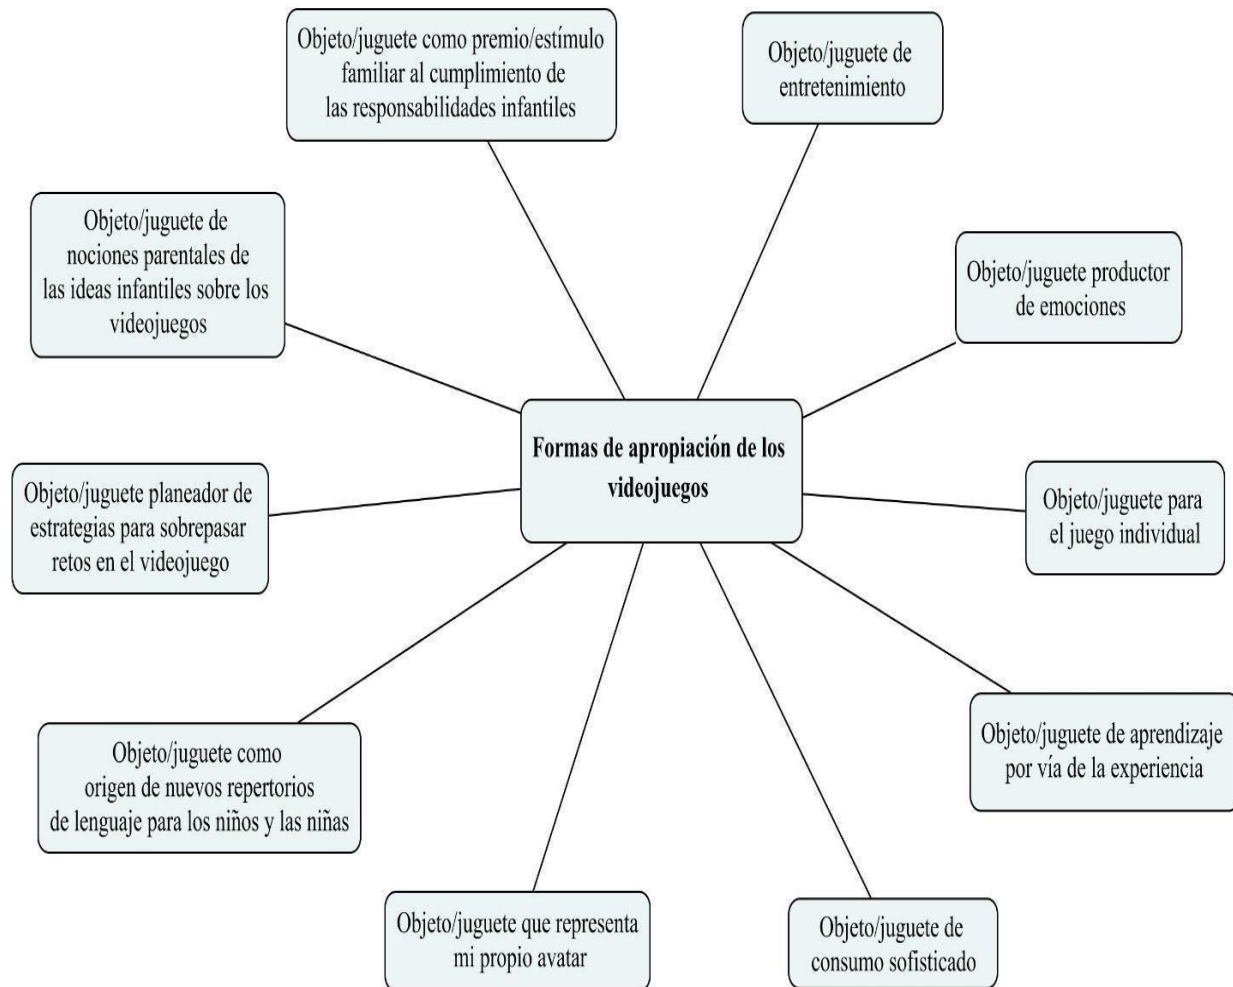 Objeto/juguete como premio/estímulo
familiar al cumplimiento de
las responsabilidades infantiles
Objeto/juguete de
entretenimiento
Objeto/juguete de
nociones parentales de
las ideas infantiles sobre los
videojuegos
Objeto/juguete productor
de emociones
Formas de apropiación de los
videojuegos
Objeto/juguete planeador de
estrategias para sobrepasar
retos en el videojuego
Objeto/juguete para
el juego individual
Objeto/juguete de aprendizaje
por vía de la experiencia
Objeto/juguete como
origen de nuevos repertorios
de lenguaje para los niños y las niñas
Objeto/juguete que representa
mi propio avatar
Objeto/juguete de
consumo sofisticado